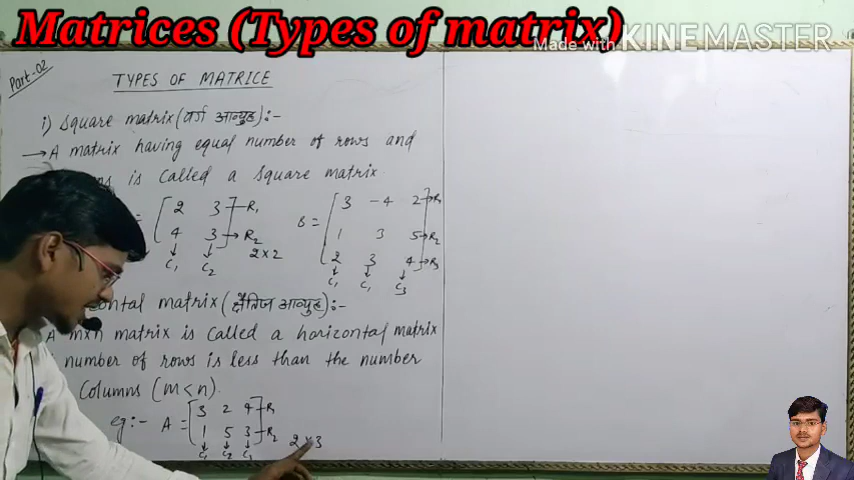 Matrices (Types of matrix)
Made with KINEMASTER
Part-02
TYPES OF MATRICE
i) Square matrix (वर्ग आव्यूह) :-
→ A matrix having equal number of rows and
is called a square matrix
= [ 2 3 ] R₁
[ 4 3 ] → R₂
C₁ C₂ 2×2
B = [ 3 -4 2 ] → R₁
[ 1 3 5 ] → R₂
[ 2 3 4 ] → R₃
C₁ C₁ C₃
matrix (क्षैतिज आव्यूह) :-
A m×n matrix is called a horizontal matrix
number of rows is less than the number
Columns (m<n)
eg:- A = [ 3 2 4 ] R₁
[ 1 5 3 ] R₂ 2×3
C₁ C₂